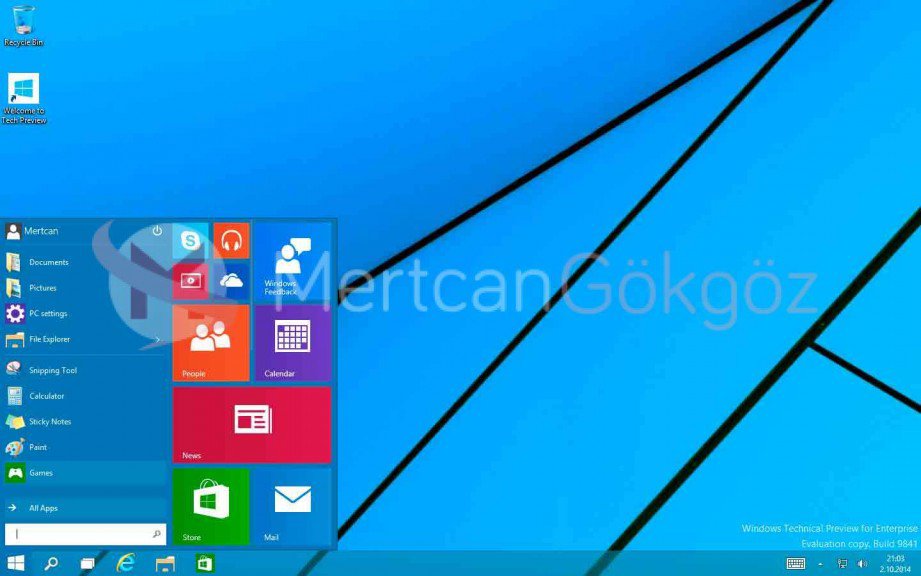 Recycle Bin
Welcome to
Tech Preview
Mertcan
Documents
Pictures
PC settings
File Explorer
Snipping Tool
Calculator
Sticky Notes
Paint
Games
All Apps
Windows
Feedback
People
Calendar
News
Store
Mail
MertcanGökgöz
Windows Technical Preview for Enterprise
Evaluation copy. Build 9841
21:03
2.10.2014